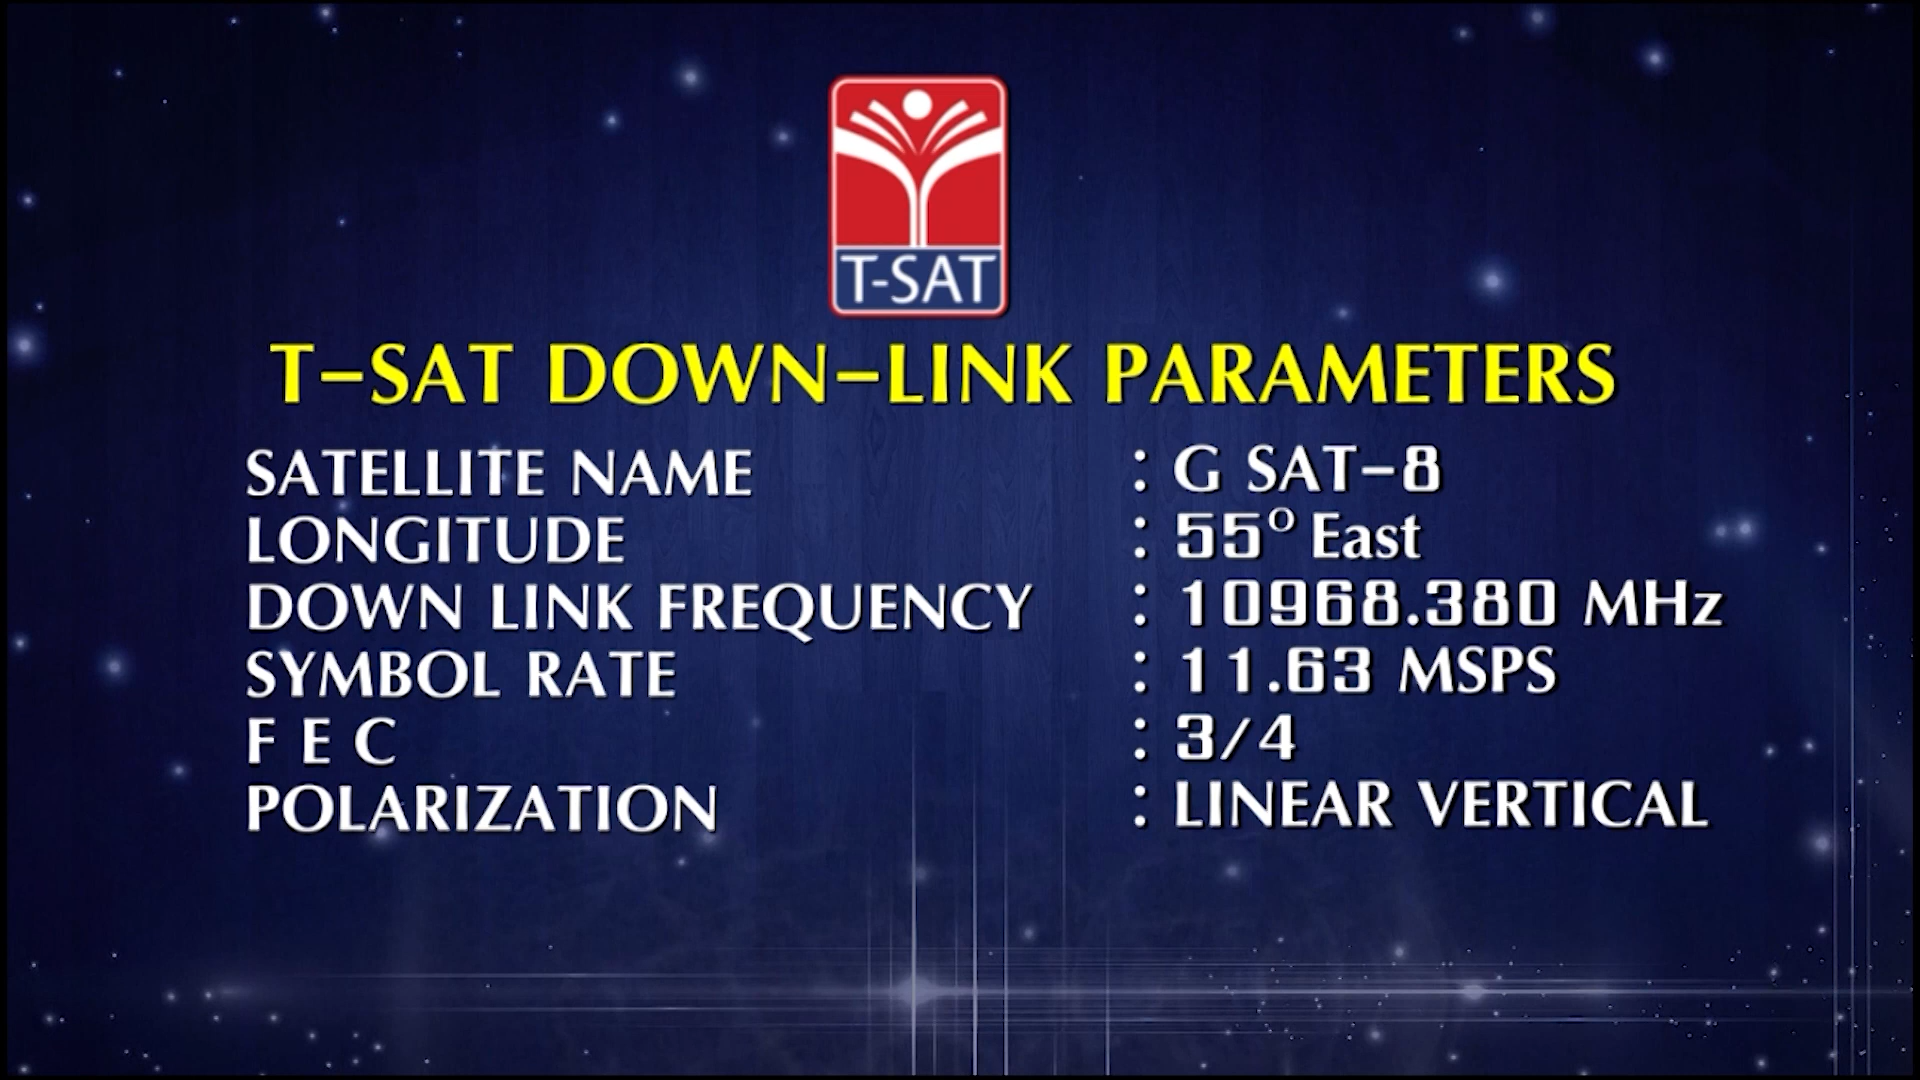 T-SAT
T-SAT DOWN-LINK PARAMETERS
SATELLITE NAME : G SAT-8
LONGITUDE : 55° East
DOWN LINK FREQUENCY : 10968.380 MHz
SYMBOL RATE : 11.63 MSPS
F E C : 3/4
POLARIZATION : LINEAR VERTICAL